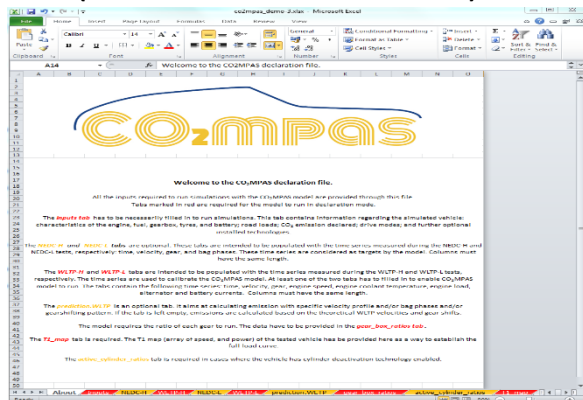 co2mpas_demo 3.xlsx - Microsoft Excel
File Home Insert Page Layout Formulas Data Review View
Calibri 14 General Conditional Formatting Insert
Paste Format as Table Delete Sort & Find &
Cell Styles Format Filter Select
Clipboard Font Alignment Number Styles Cells Editing
A14 fx Welcome to the CO2MPAS declaration file.
CO2mpas
Welcome to the CO₂MPAS declaration file.
All the inputs required to run simulations with the CO₂MPAS model are provided through this file.
Tabs marked in red are required for the model to run in declaration mode.
The Inputs tab has to be necessarily filled in to run simulations. This tab contains information regarding the simulated vehicle:
characteristics of the engine, fuel, gearbox, tyres, and battery; road loads; CO₂ emission declared; drive modes; and further optional
installed technologies.
The NEDC-H and NEDC-L tabs are optional. These tabs are intended to be populated with the time series measured during the NEDC-H and
NEDC-L tests, respectively: time, velocity, gear, and bag phases. These time series are considered as targets by the model. Columns must
have the same length.
The WLTP-H and WLTP-L tabs are intended to be populated with the time series measured during the WLTP-H and WLTP-L tests,
respectively. The time series are used to calibrate the CO₂MPAS model. At least one of the two tabs has to be filled in to enable CO₂MPAS
model to run. The tabs contain the following time series: time, velocity, gear, engine speed, engine coolant temperature, engine load,
alternator and battery currents. Columns must have the same length.
The prediction.WLTP is an optional tab. It aims at calculating emission with specific velocity profile and/or bag phases and/or
gearshifting pattern. If the tab is left empty, emissions are calculated based on the theoretical WLTP velocities and gear shifts.
The model requires the ratio of each gear to run. The data have to be provided in the gear_box_ratios tab.
The T1_map tab is required. The T1 map (array of speed, and power) of the tested vehicle has be provided here as a way to establish the
full load curve.
The active_cylinder_ratios tab is required in cases where the vehicle has cylinder deactivation technology enabled.
About Inputs NEDC-H WLTP-H NEDC-L WLTP-L prediction.WLTP gear_box_ratios active_cylinder_ratios T1_map
Ready